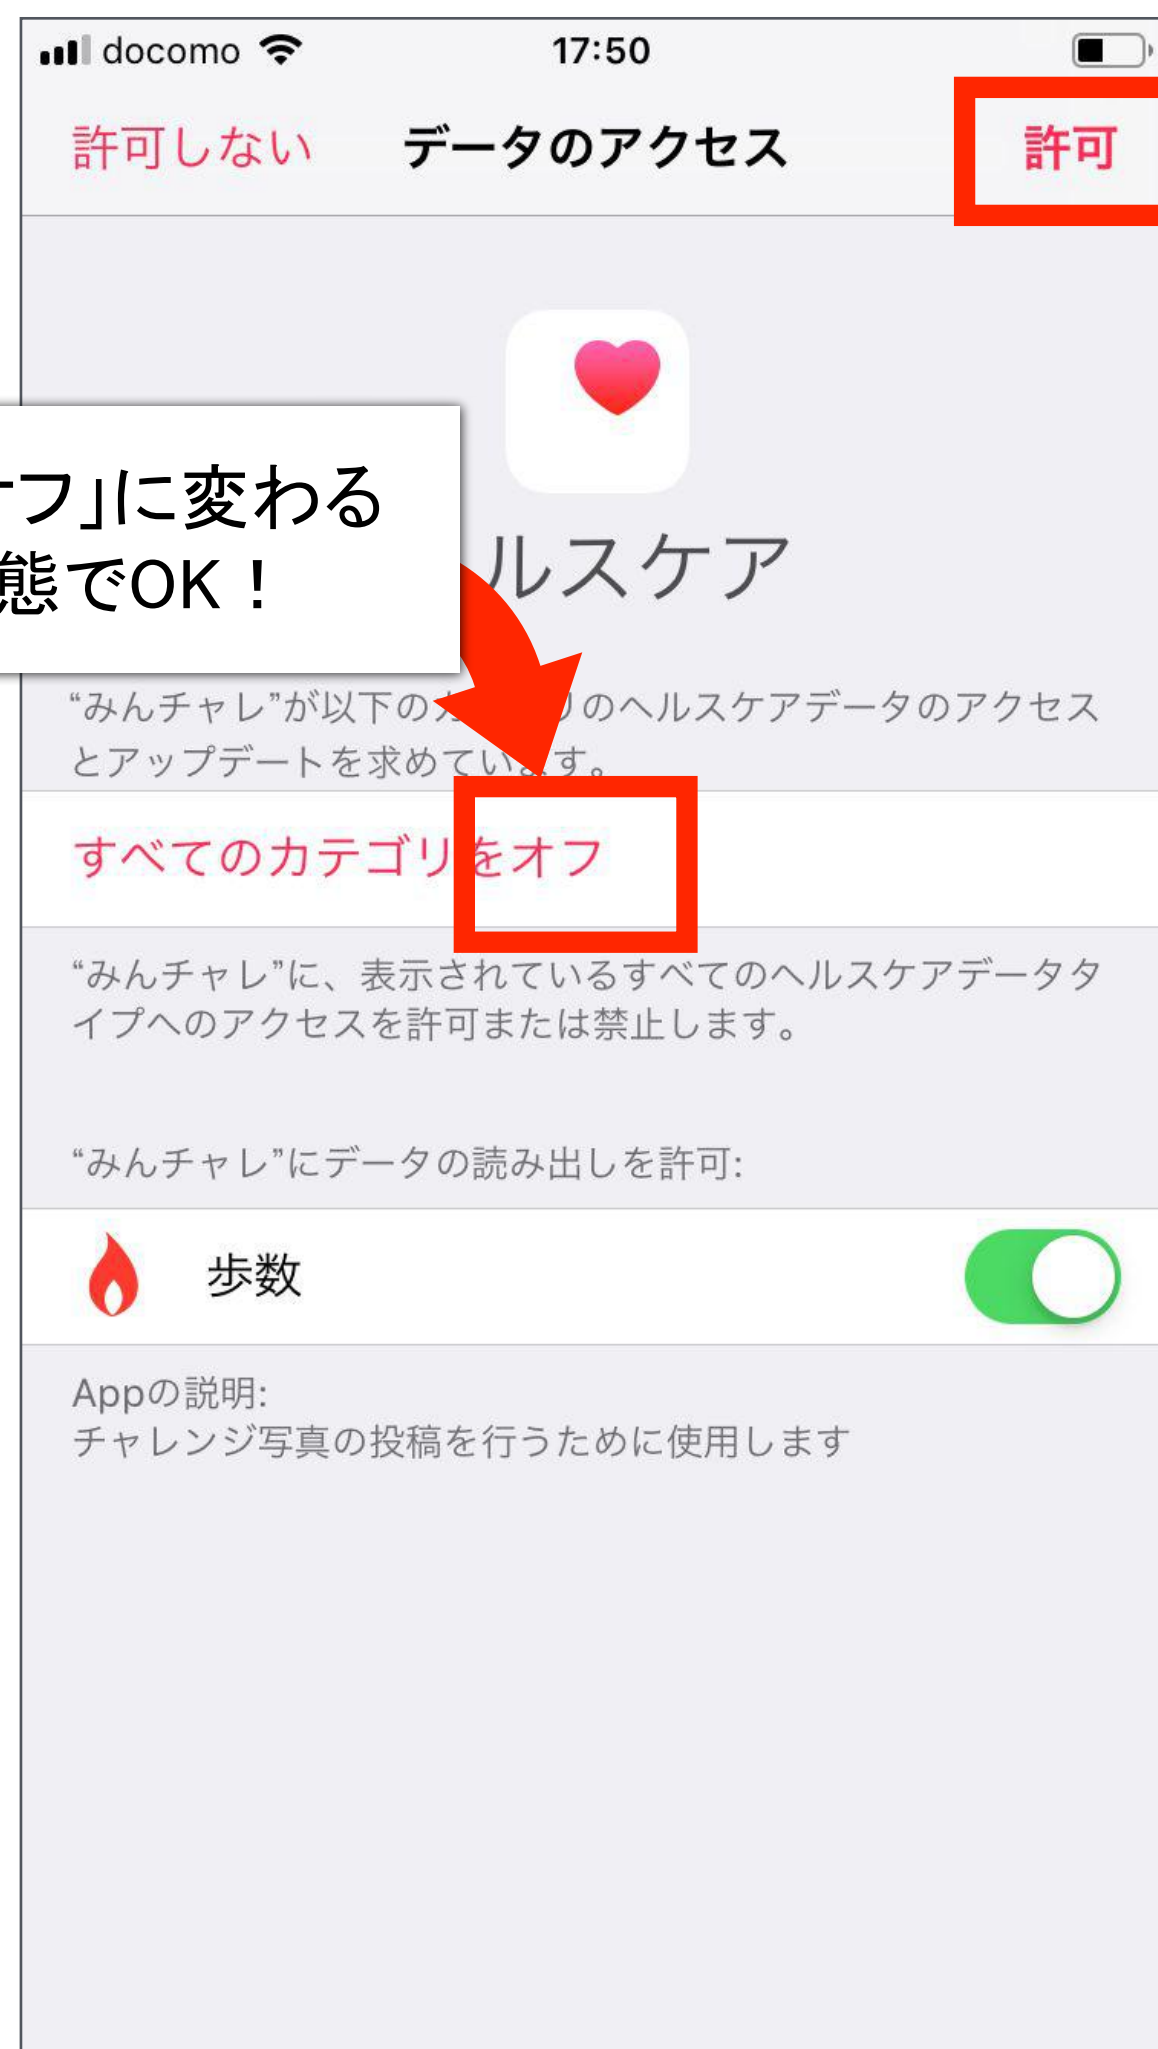 docomo 17:50
許可しない データのアクセス 許可
フ」に変わる
態でOK！
ルスケア
“みんチャレ”が以下のカ リのヘルスケアデータのアクセス
とアップデートを求めています。
すべてのカテゴリをオフ
“みんチャレ”に、表示されているすべてのヘルスケアデータタ
イプへのアクセスを許可または禁止します。
“みんチャレ”にデータの読み出しを許可:
歩数
Appの説明:
チャレンジ写真の投稿を行うために使用します